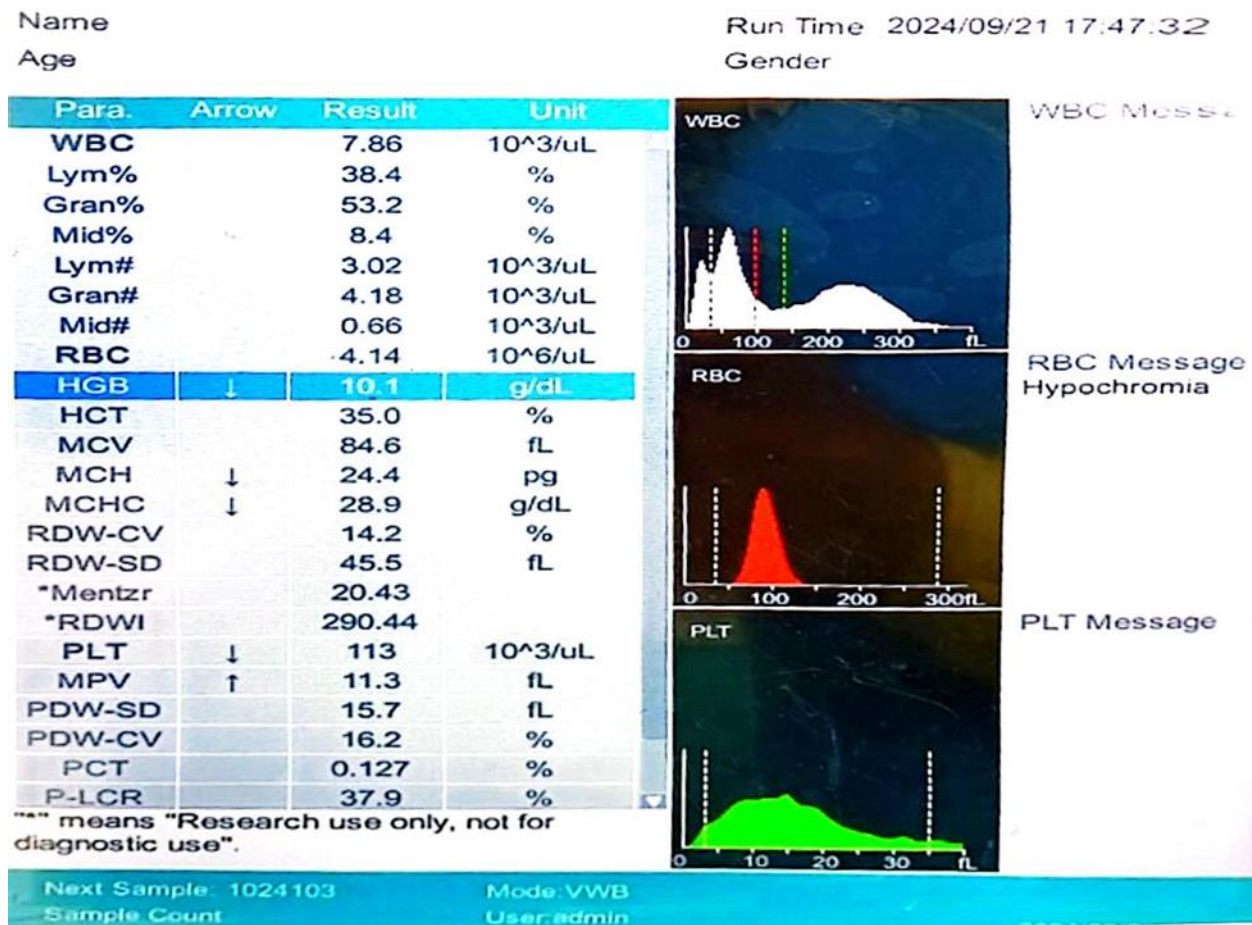 Name
Run Time 2024/09/21 17:47:32
Age
Gender
Para. Arrow Result Unit
WBC 7.86 10^3/uL
Lym% 38.4 %
Gran% 53.2 %
Mid% 8.4 %
Lym# 3.02 10^3/uL
Gran# 4.18 10^3/uL
Mid# 0.66 10^3/uL
RBC 4.14 10^6/uL
HGB ↓ 10.1 g/dL
HCT 35.0 %
MCV 84.6 fL
MCH ↓ 24.4 pg
MCHC ↓ 28.9 g/dL
RDW-CV 14.2 %
RDW-SD 45.5 fL
*Mentzr 20.43
*RDWI 290.44
PLT ↓ 113 10^3/uL
MPV ↑ 11.3 fL
PDW-SD 15.7 fL
PDW-CV 16.2 %
PCT 0.127 %
P-LCR 37.9 %
"*" means "Research use only, not for
diagnostic use".
WBC
0 100 200 300 fL
WBC
RBC
0 100 200 300fL
RBC Message
Hypochromia
PLT
0 10 20 30 fL
PLT Message
Next Sample: 1024103 Mode:VWB
Sample Count User:admin